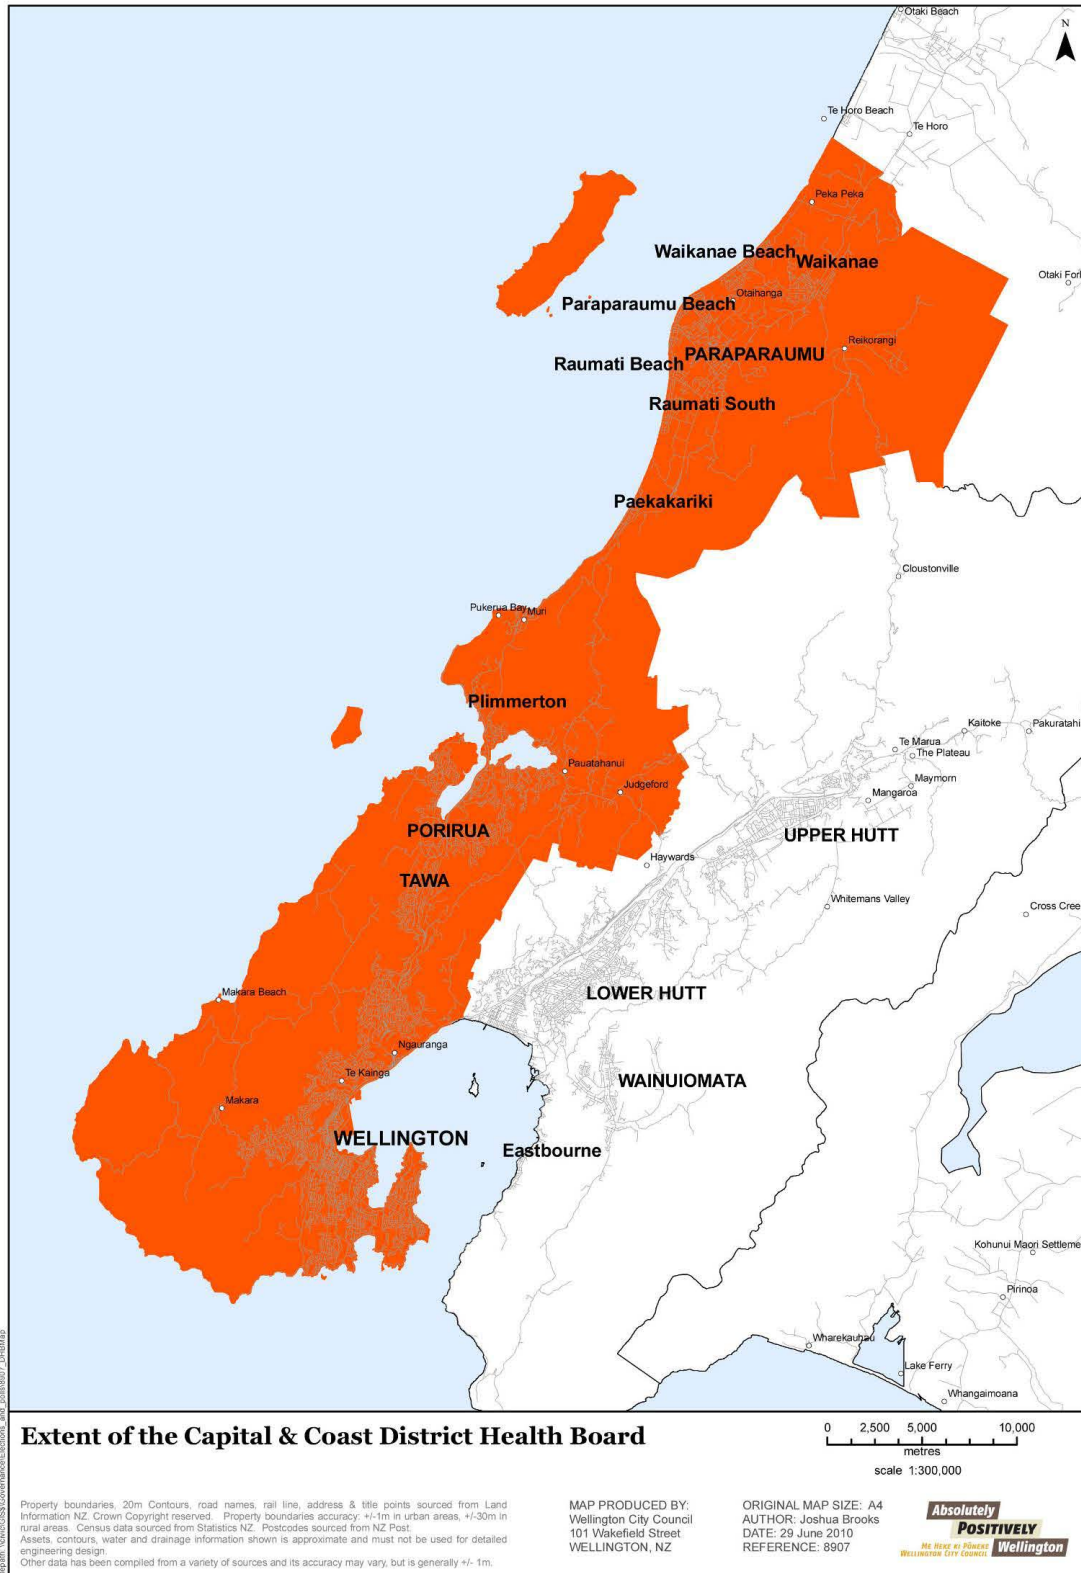 Otaki Beach
N
Te Horo Beach
Te Horo
Peka Peka
Waikanae Beach
Waikanae
Otaki
Otaihanga
Paraparaumu Beach
Reikorangi
PARAPARAUMU
Raumati Beach
Raumati South
Paekakariki
Cloustonville
Pukerua Bay
Muri
Plimmerton
Kaitoke
Pakuratahi
Te Marua
The Plateau
Pauatahanui
Maymorn
Judgeford
Mangaroa
PORIRUA
UPPER HUTT
Haywards
TAWA
Whitemans Valley
Cross Cree
Makara Beach
LOWER HUTT
Ngauranga
Te Kainga
WAINUIOMATA
Makara
WELLINGTON
Eastbourne
Kohunui Maori Settleme
Pirinoa
Wharekauhau
Lake Ferry
Whangaimoana
Extent of the Capital & Coast District Health Board
0 2,500 5,000 10,000
metres
scale 1:300,000
Property boundaries, 20m Contours, road names, rail line, address & title points sourced from Land
Information NZ. Crown Copyright reserved. Property boundaries accuracy: +/-1m in urban areas, +/-30m in
rural areas. Census data sourced from Statistics NZ. Postcodes sourced from NZ Post.
Assets, contours, water and drainage information shown is approximate and must not be used for detailed
engineering design.
Other data has been compiled from a variety of sources and its accuracy may vary, but is generally +/- 1m.
MAP PRODUCED BY:
Wellington City Council
101 Wakefield Street
WELLINGTON, NZ
ORIGINAL MAP SIZE: A4
AUTHOR: Joshua Brooks
DATE: 29 June 2010
REFERENCE: 8907
Absolutely
POSITIVELY
ME HEKE KI PŌNEKE
WELLINGTON CITY COUNCIL
Wellington